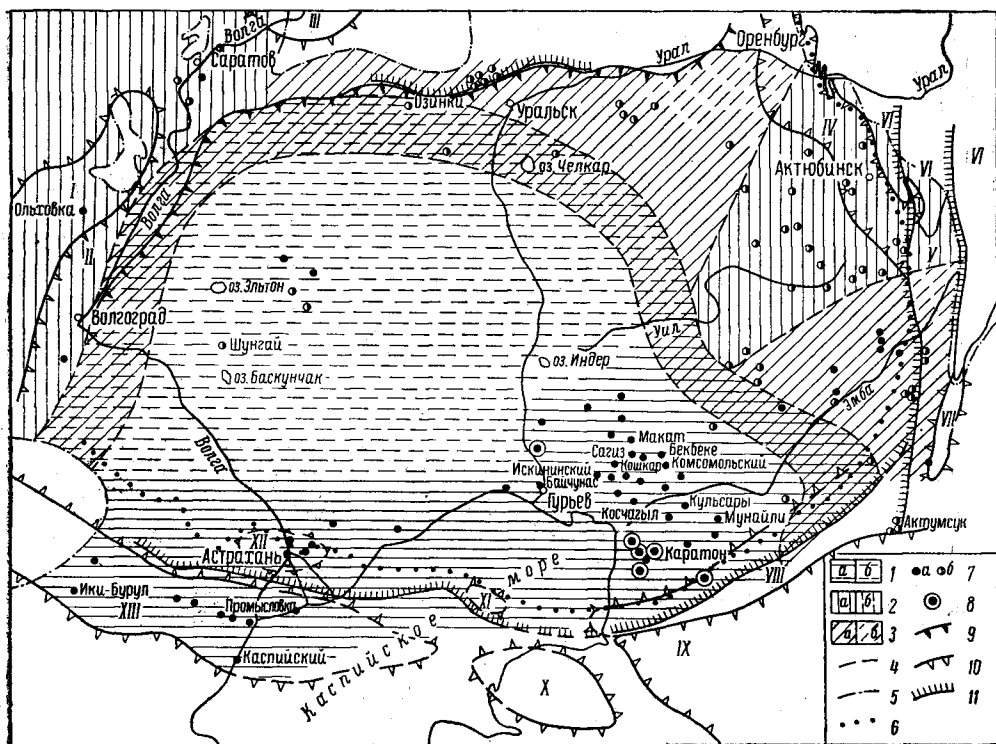 Волга
III
Саратов
Оренбург
Урал
Урал
Озинки
Уральск
IV
VI
VI
VI
Актюбинск
оз. Челкар
Ольховка
Волга
II
V
оз. Эльтон
Волгоград
Уил
Шунгай
оз. Индер
оз. Баскунчак
Эмба
VII
Волга
Макат
Сагиз
Бекбеке
Искининский
Кошкар
Комсомольский
Байчунас
Гурьев
Косчагыл
Кульсары
Мунайли
Актумсук
XII
Астрахань
Каратон
VIII
Каспийское море
Ики-Бурул
XIII
Промысловка
XI
IX
Каспийский
X
а б 1
а б 2
а б 3
4
5
6
а б 7
8
9
10
11